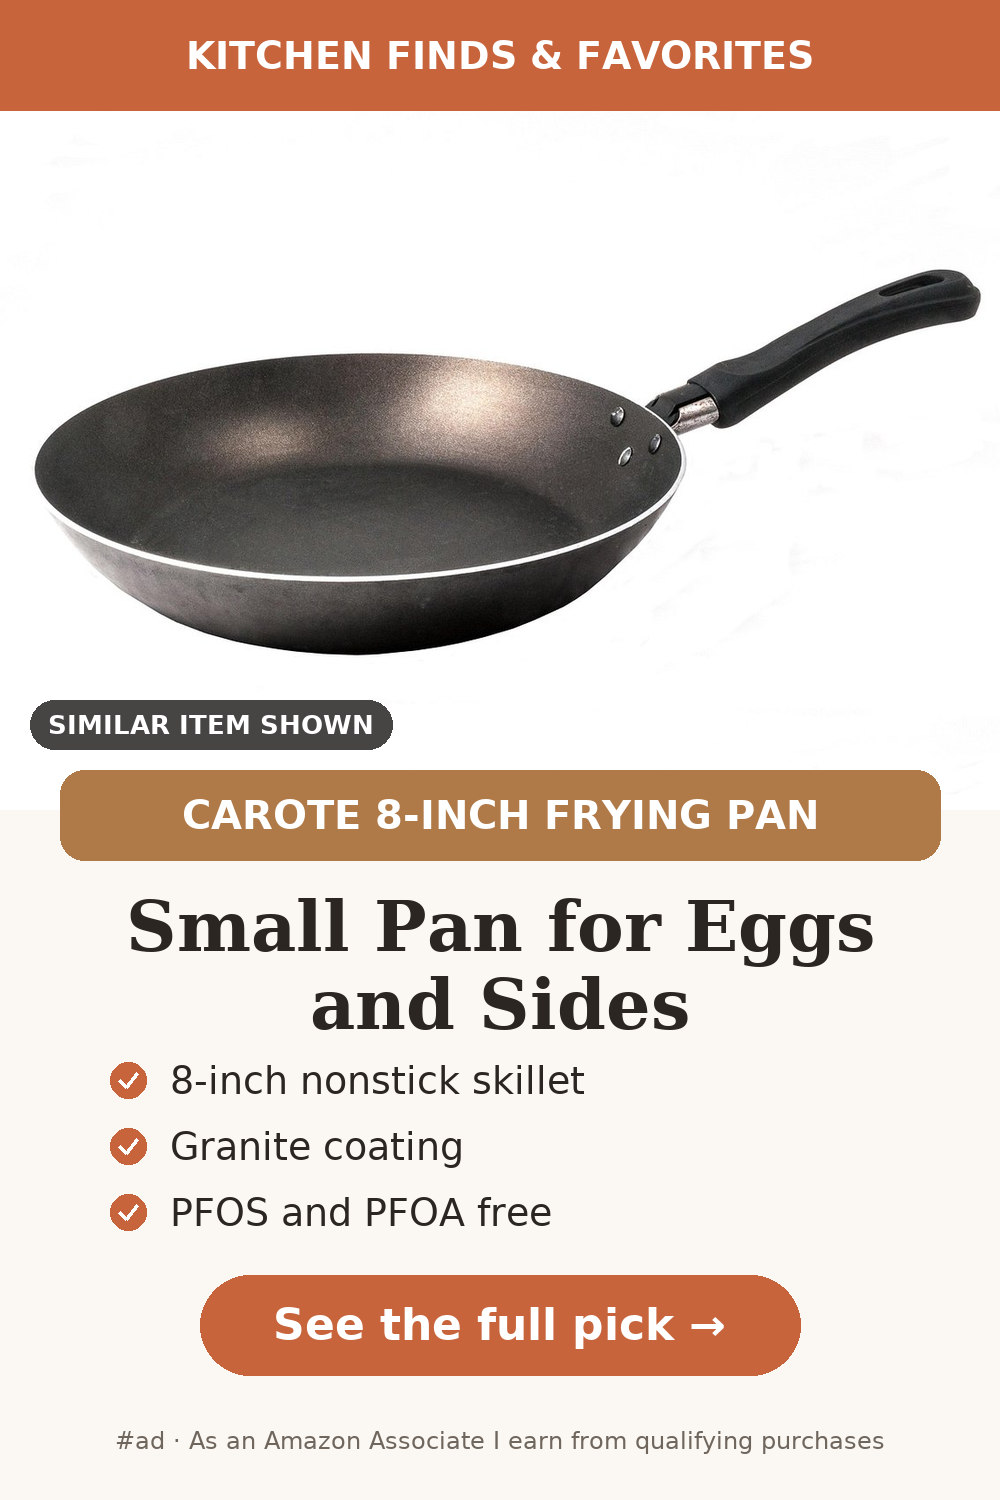 KITCHEN FINDS & FAVORITES
SIMILAR ITEM SHOWN
CAROTE 8-INCH FRYING PAN
Small Pan for Eggs
and Sides
8-inch nonstick skillet
Granite coating
PFOS and PFOA free
See the full pick →
#ad · As an Amazon Associate I earn from qualifying purchases